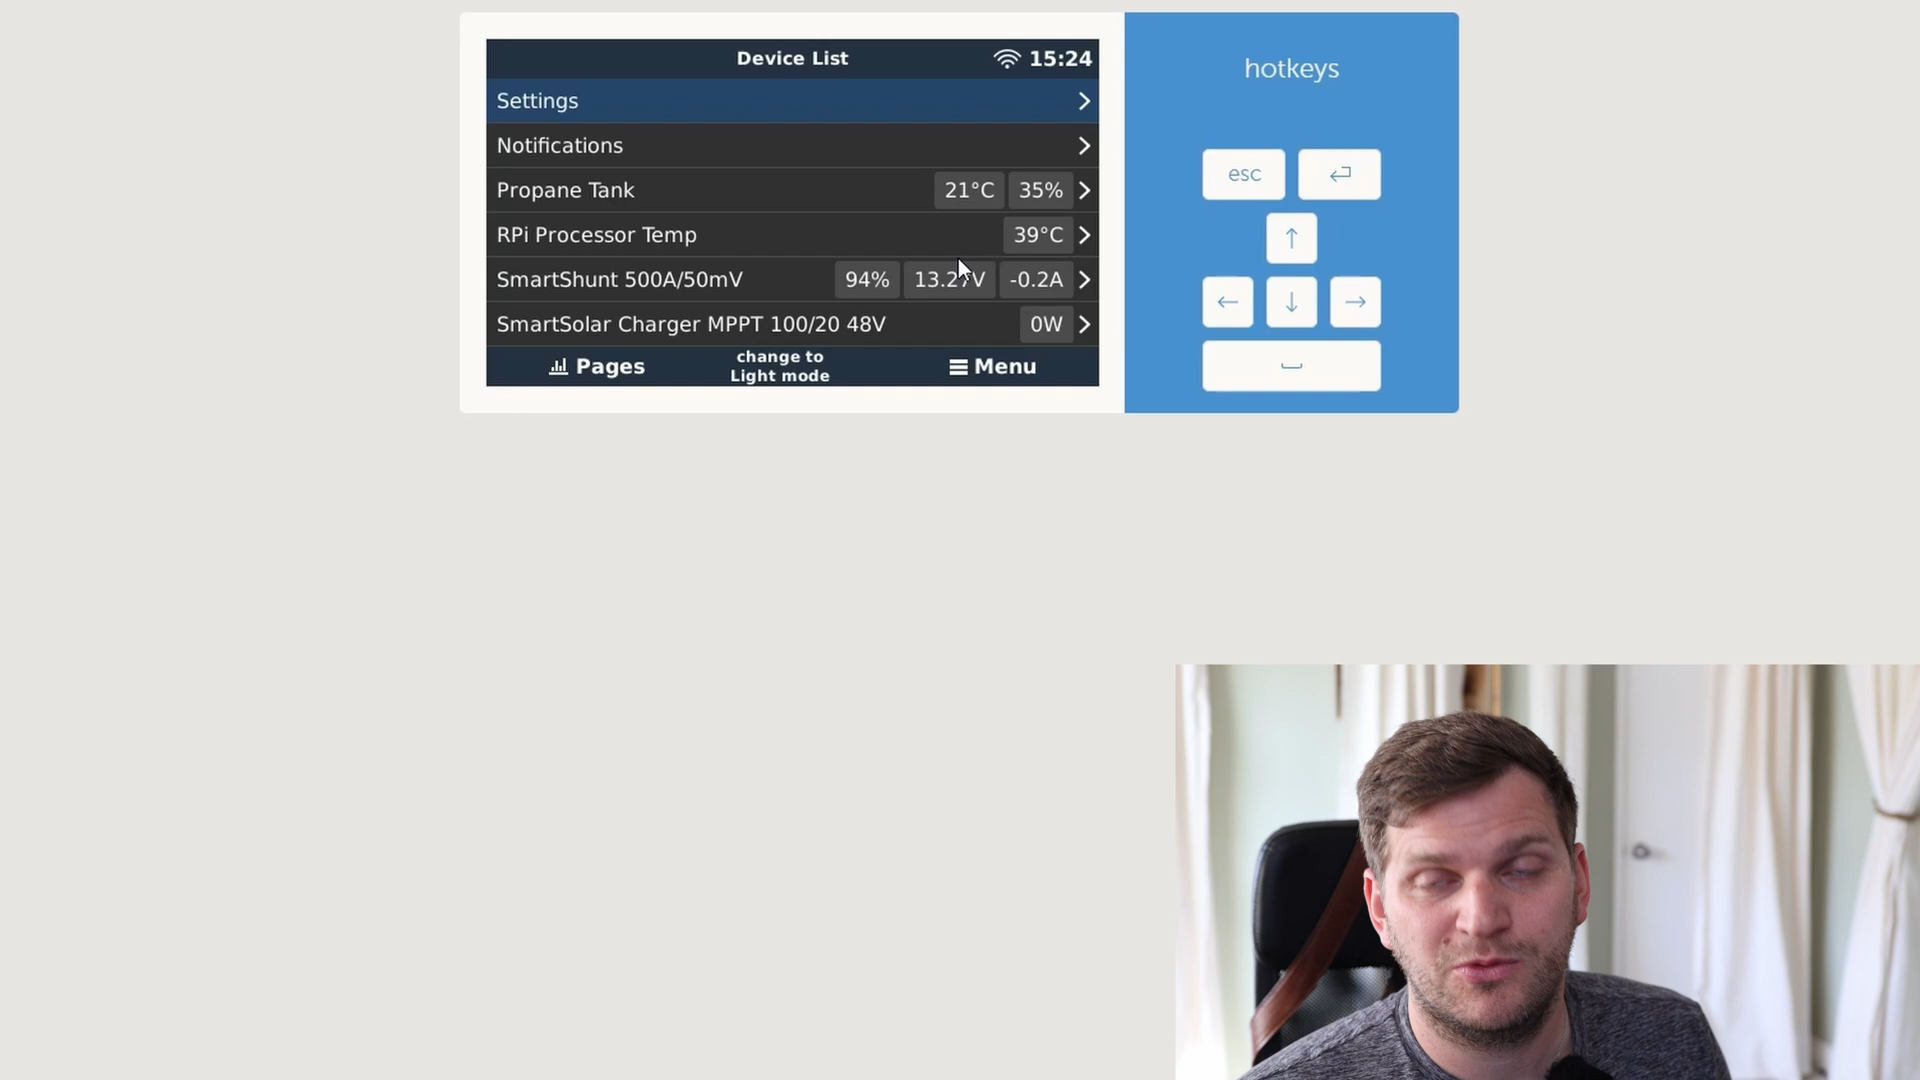 Device List 15:24
Settings
Notifications
Propane Tank 21°C 35%
RPi Processor Temp 39°C
SmartShunt 500A/50mV 94% -0.2A
SmartSolar Charger MPPT 100/20 48V 0W
Pages
change to
Light mode
Menu
hotkeys
esc